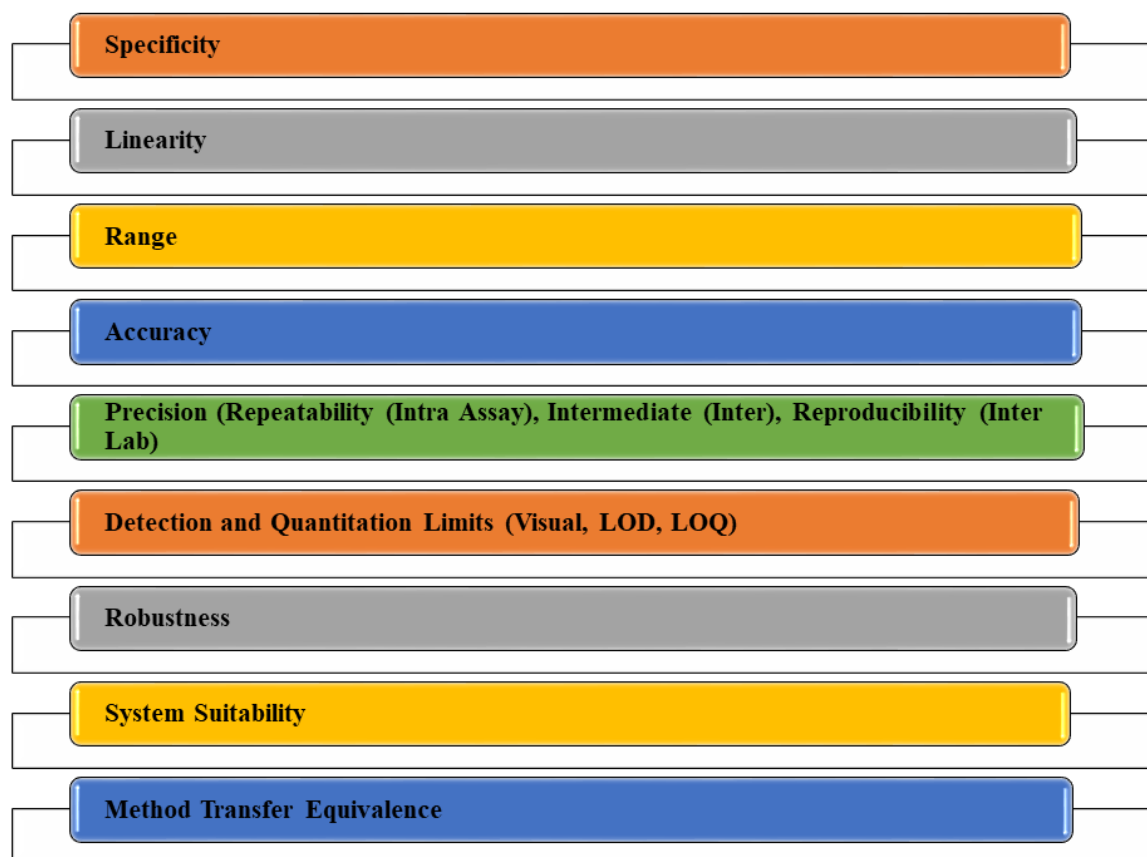 Specificity
Linearity
Range
Accuracy
Precision (Repeatability (Intra Assay), Intermediate (Inter), Reproducibility (Inter
Lab)
Detection and Quantitation Limits (Visual, LOD, LOQ)
Robustness
System Suitability
Method Transfer Equivalence